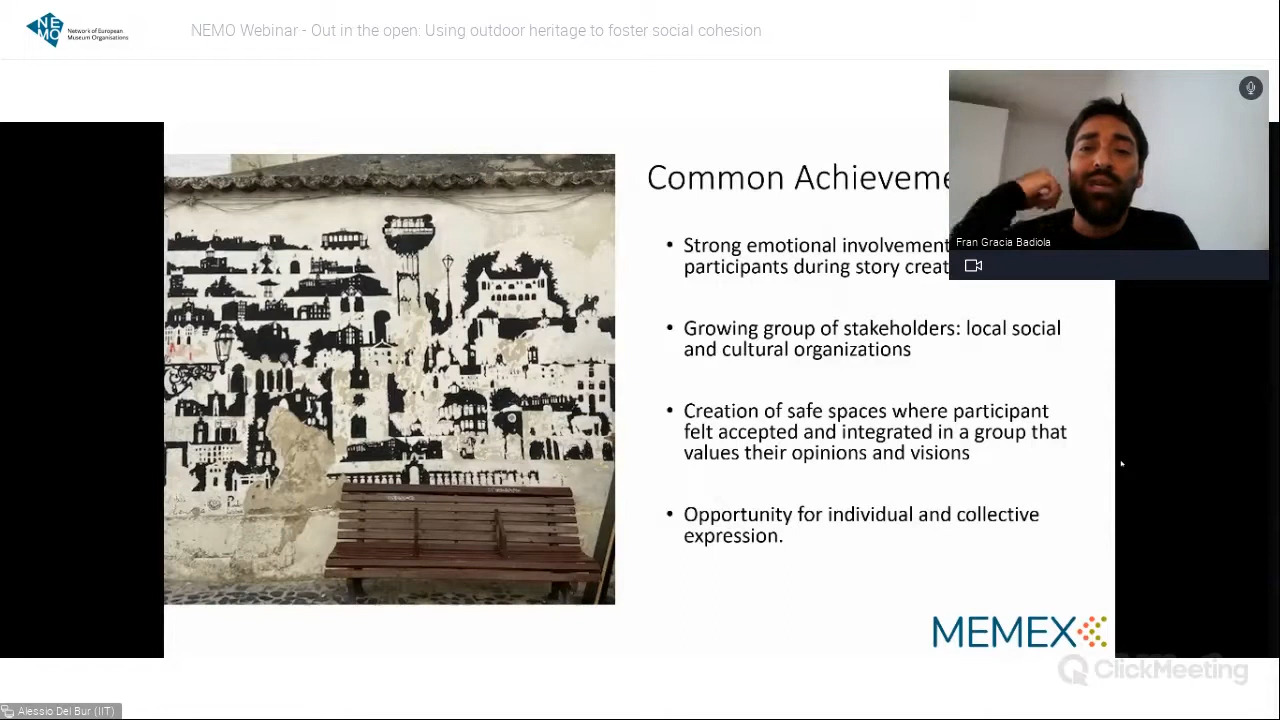 NEMO
Network of European
Museum Organisations
NEMO Webinar - Out in the open: Using outdoor heritage to foster social cohesion
Common Achieveme
• Strong emotional involvement
participants during story creat
• Growing group of stakeholders: local social
and cultural organizations
• Creation of safe spaces where participant
felt accepted and integrated in a group that
values their opinions and visions
• Opportunity for individual and collective
expression.
Fran Gracia Badiola
MEMEX
ClickMeeting
Alessio Del Bur (IIT)